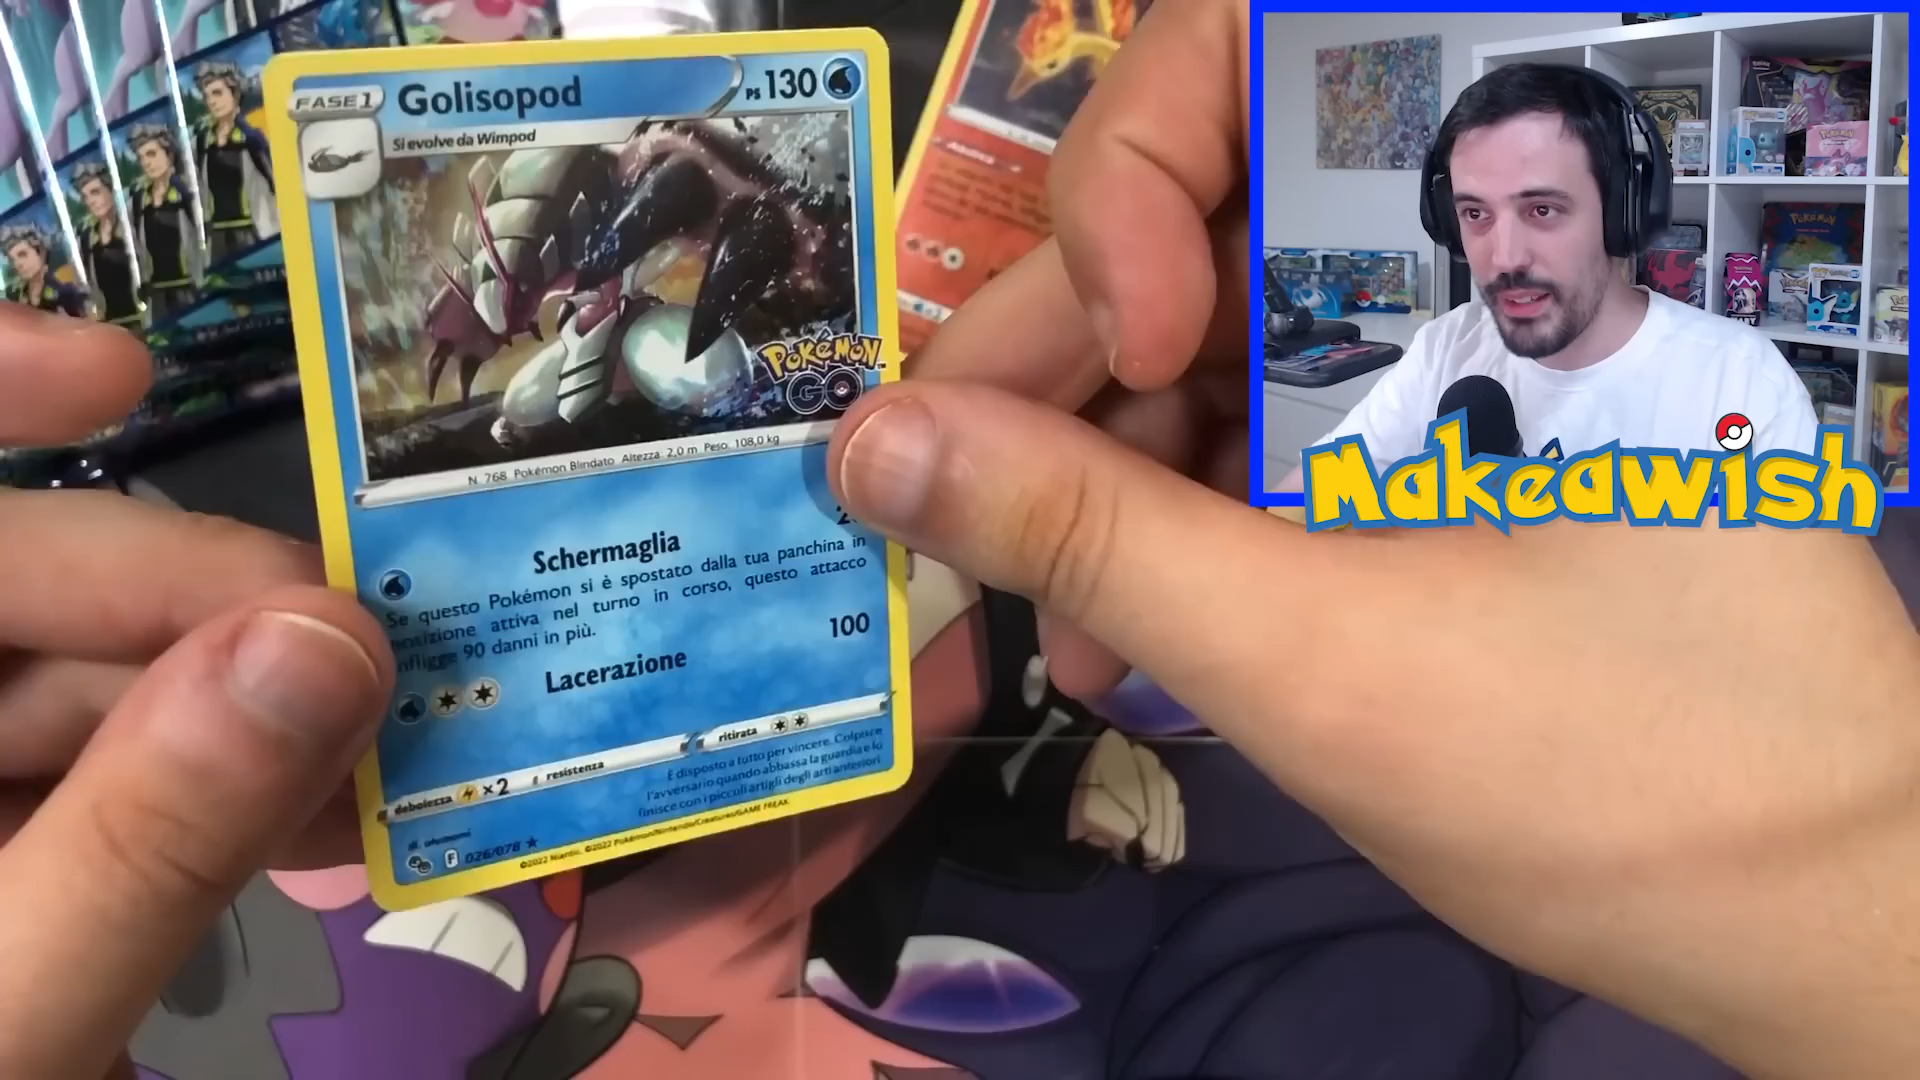 FASE 1
Golisopod
PS 130
Si evolve da Wimpod
POKÉMON
GO
N. 768 Pokémon Blindato Altezza: 2,0 m Peso: 108,0 kg
Schermaglia
Se questo Pokémon si è spostato dalla tua panchina in
posizione attiva nel turno in corso, questo attacco
infligge 90 danni in più.
Lacerazione
100
debolezza ×2 resistenza ritirata
È disposto a tutto per vincere. Colpisce
l'avversario quando abbassa la guardia e lo
finisce con i piccoli artigli degli arti anteriori.
F 026/078
©2022 Niantic. ©2022 Pokémon/Nintendo/Creatures/GAME FREAK
Makeawish